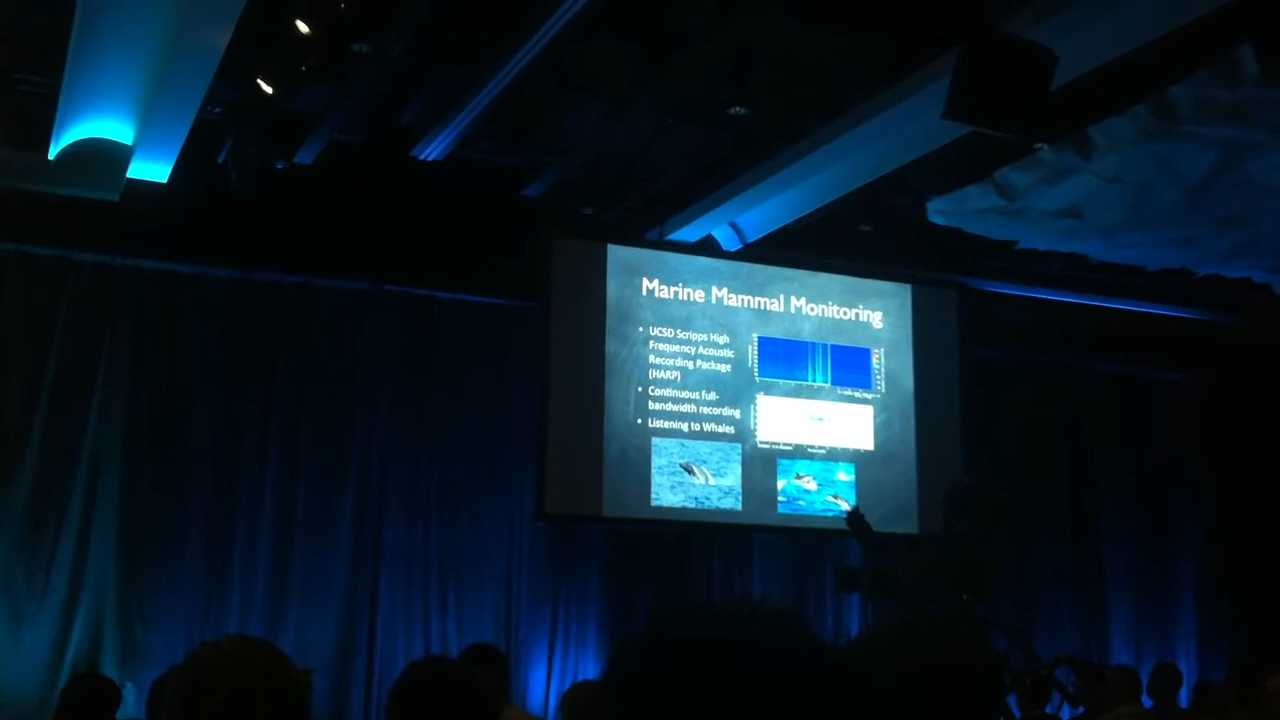 Marine Mammal Monitoring
• UCSD Scripps High
Frequency Acoustic
Recording Package
(HARP)
• Continuous full-
bandwidth recording
• Listening to Whales